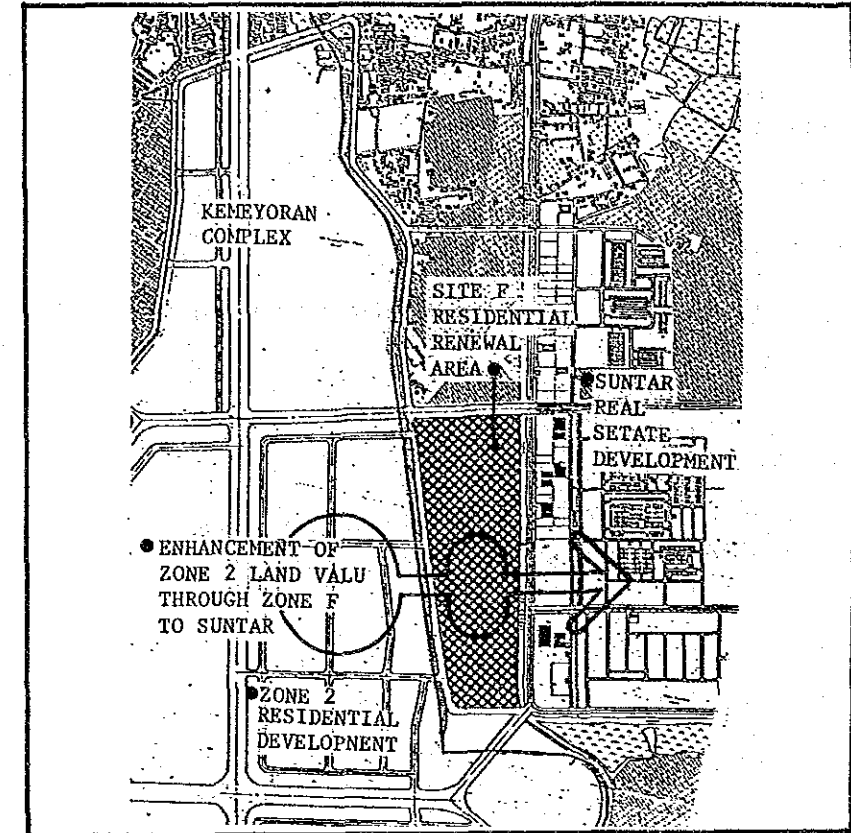 KEMEYORAN
COMPLEX
SITE F
RESIDENTIAL
RENEWAL
AREA
SUNTAR
REAL
SETATE
DEVELOPMENT
ENHANCEMENT OF
ZONE 2 LAND VALU
THROUGH ZONE F
TO SUNTAR
ZONE 2
RESIDENTIAL
DEVELOPNENT